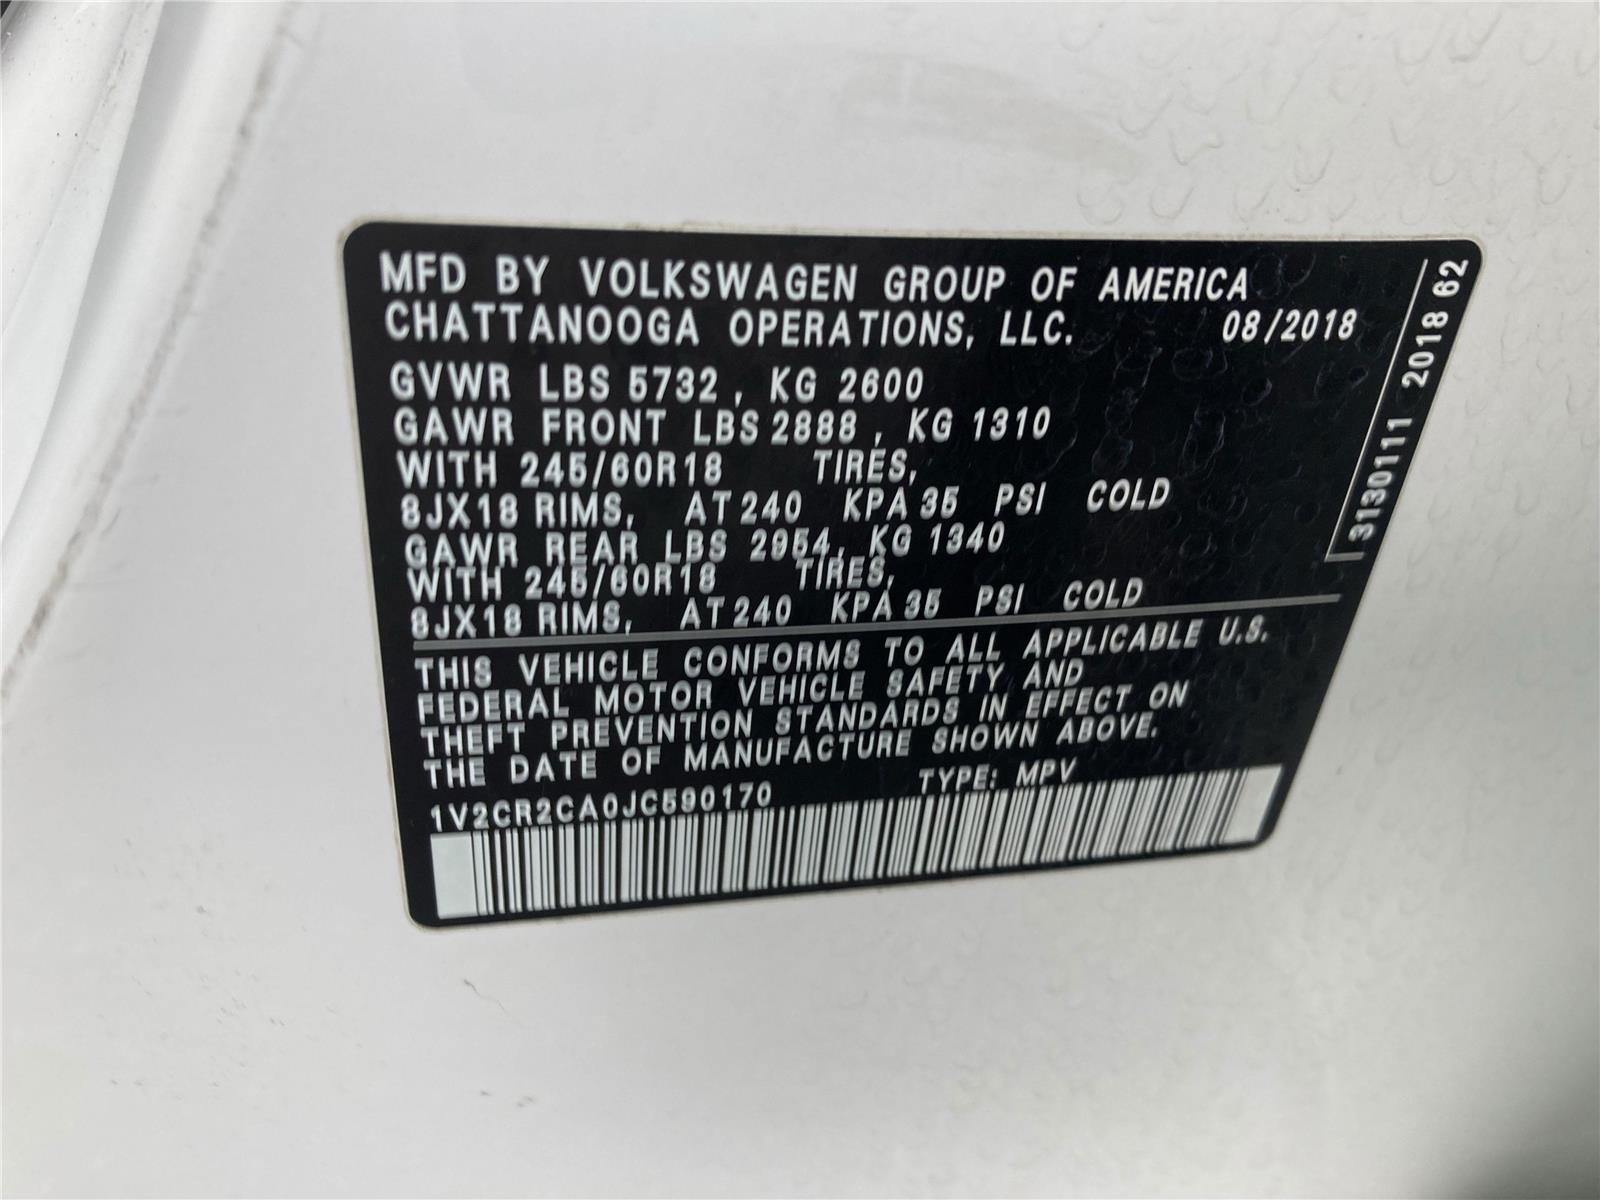 MFD BY VOLKSWAGEN GROUP OF AMERICA
CHATTANOOGA OPERATIONS, LLC. 08/2018
GVWR LBS 5732 , KG 2600
GAWR FRONT LBS 2888 , KG 1310
WITH 245/60R18 TIRES,
8JX18 RIMS, AT 240 KPA 35 PSI COLD
GAWR REAR LBS 2954, KG 1340
WITH 245/60R18 TIRES,
8JX18 RIMS, AT 240 KPA 35 PSI COLD
THIS VEHICLE CONFORMS TO ALL APPLICABLE U.S.
FEDERAL MOTOR VEHICLE SAFETY AND
THEFT PREVENTION STANDARDS IN EFFECT ON
THE DATE OF MANUFACTURE SHOWN ABOVE.
1V2CR2CA0JC590170 TYPE: MPV
3130111 2018 62